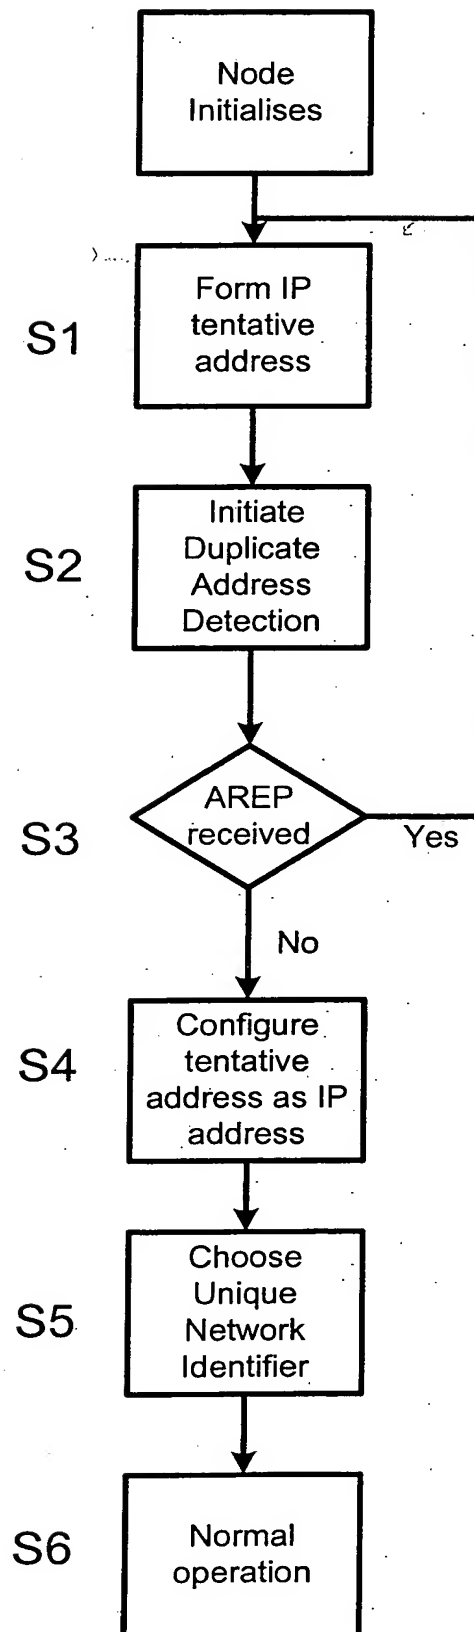 Node
Initialises
S1
Form IP
tentative
address
S2
Initiate
Duplicate
Address
Detection
S3
AREP
received
Yes
No
S4
Configure
tentative
address as IP
address
S5
Choose
Unique
Network
Identifier
S6
Normal
operation